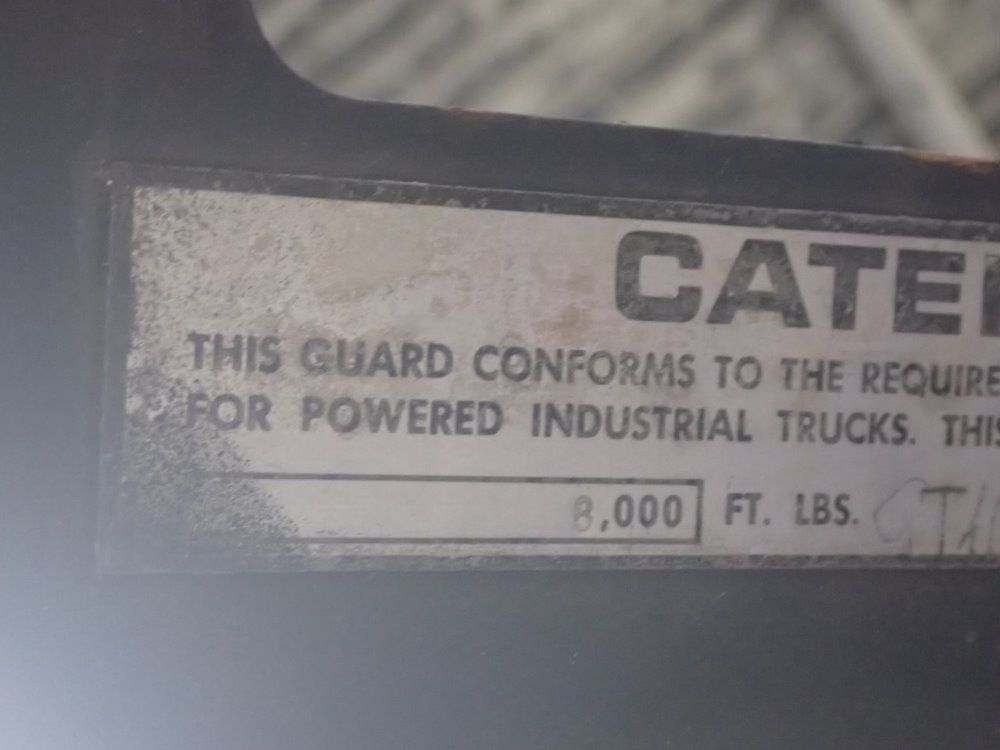 CATE
THIS GUARD CONFORMS TO THE REQUIRE
FOR POWERED INDUSTRIAL TRUCKS. THIS
8,000 FT. LBS.